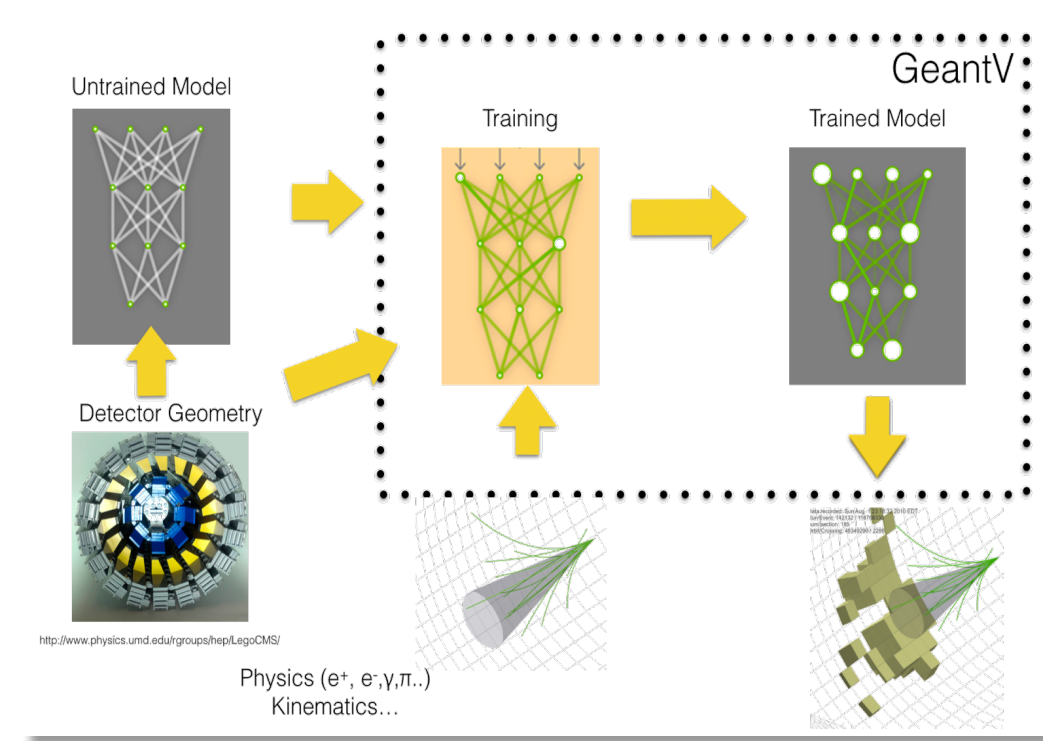 GeantV
Untrained Model
Training
Trained Model
Detector Geometry
http://www.physics.umd.edu/rgroups/hep/LegoCMS/
Physics (e⁺, e⁻,γ,π..)
Kinematics…